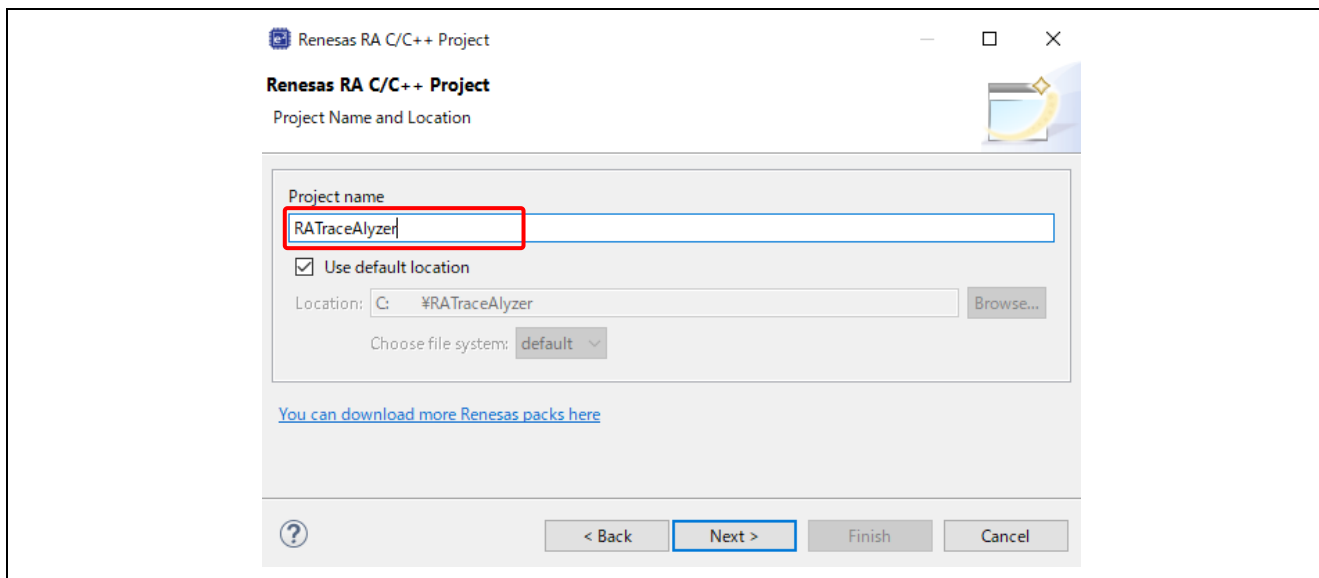 Renesas RA C/C++ Project
Renesas RA C/C++ Project
Project Name and Location
Project name
RATraceAlyzer
Use default location
Location: C: ¥RATraceAlyzer Browse...
Choose file system: default
You can download more Renesas packs here
? < Back Next > Finish Cancel